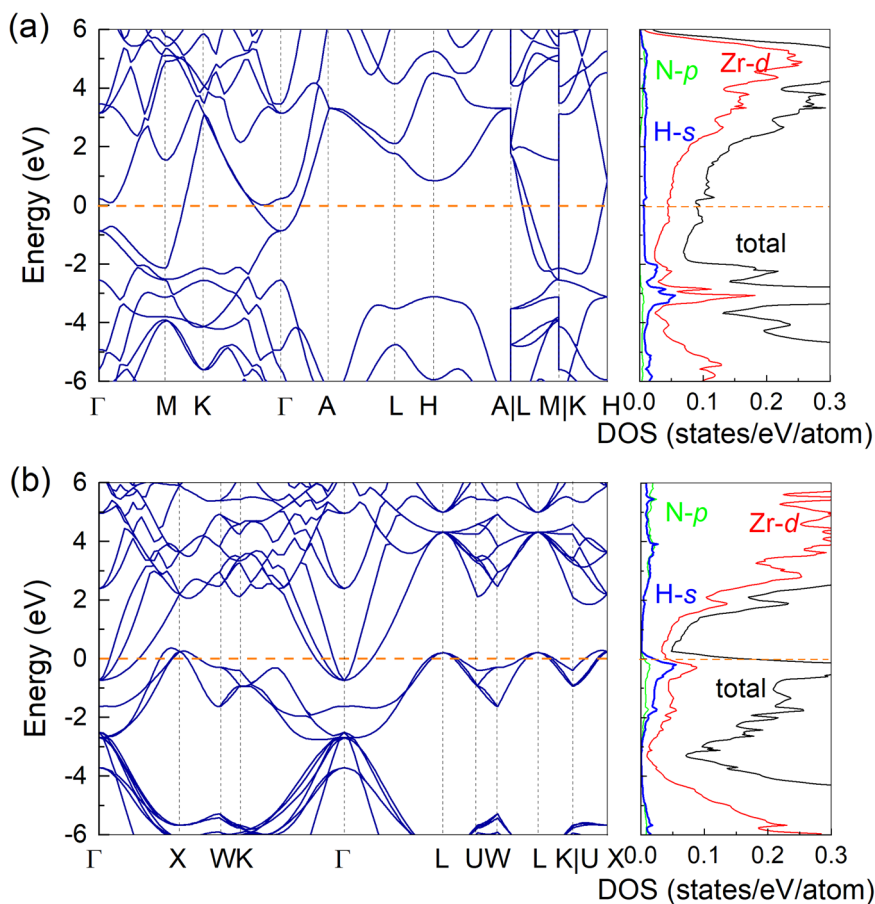 (a)
Energy (eV)
6
4
2
0
-2
-4
-6
Γ M K Γ A L H A|L M|K H
N-p
Zr-d
H-s
total
0.0 0.1 0.2 0.3
DOS (states/eV/atom)
(b)
Energy (eV)
6
4
2
0
-2
-4
-6
Γ X WK Γ L UW L K|U X
N-p
Zr-d
H-s
total
0.0 0.1 0.2 0.3
DOS (states/eV/atom)